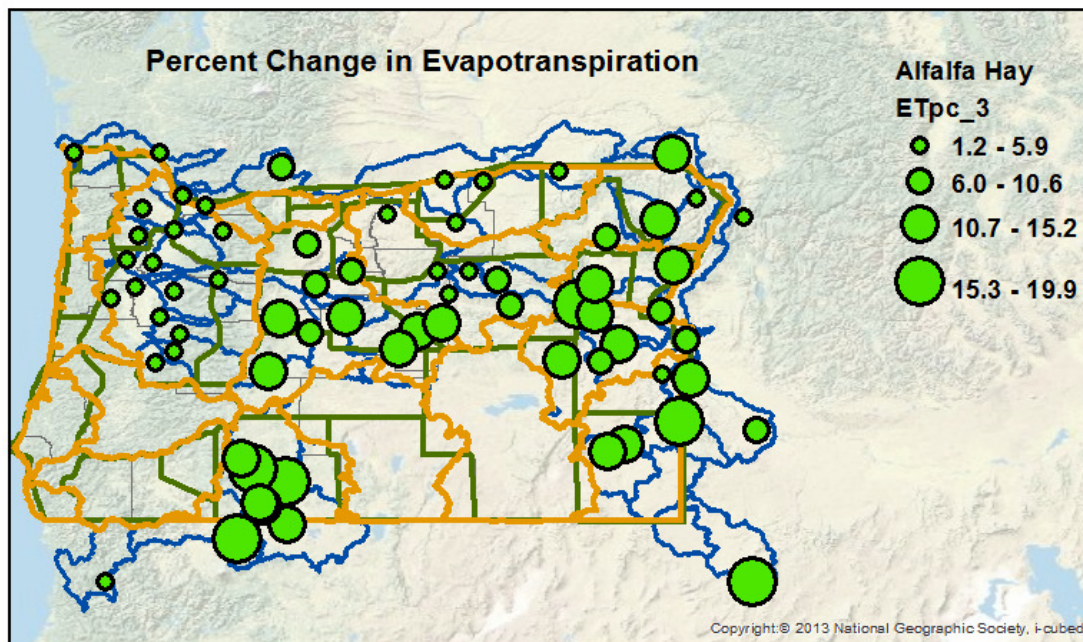 Percent Change in Evapotranspiration
Alfalfa Hay
ETpc_3
1.2 - 5.9
6.0 - 10.6
10.7 - 15.2
15.3 - 19.9
Copyright:© 2013 National Geographic Society, i-cubed